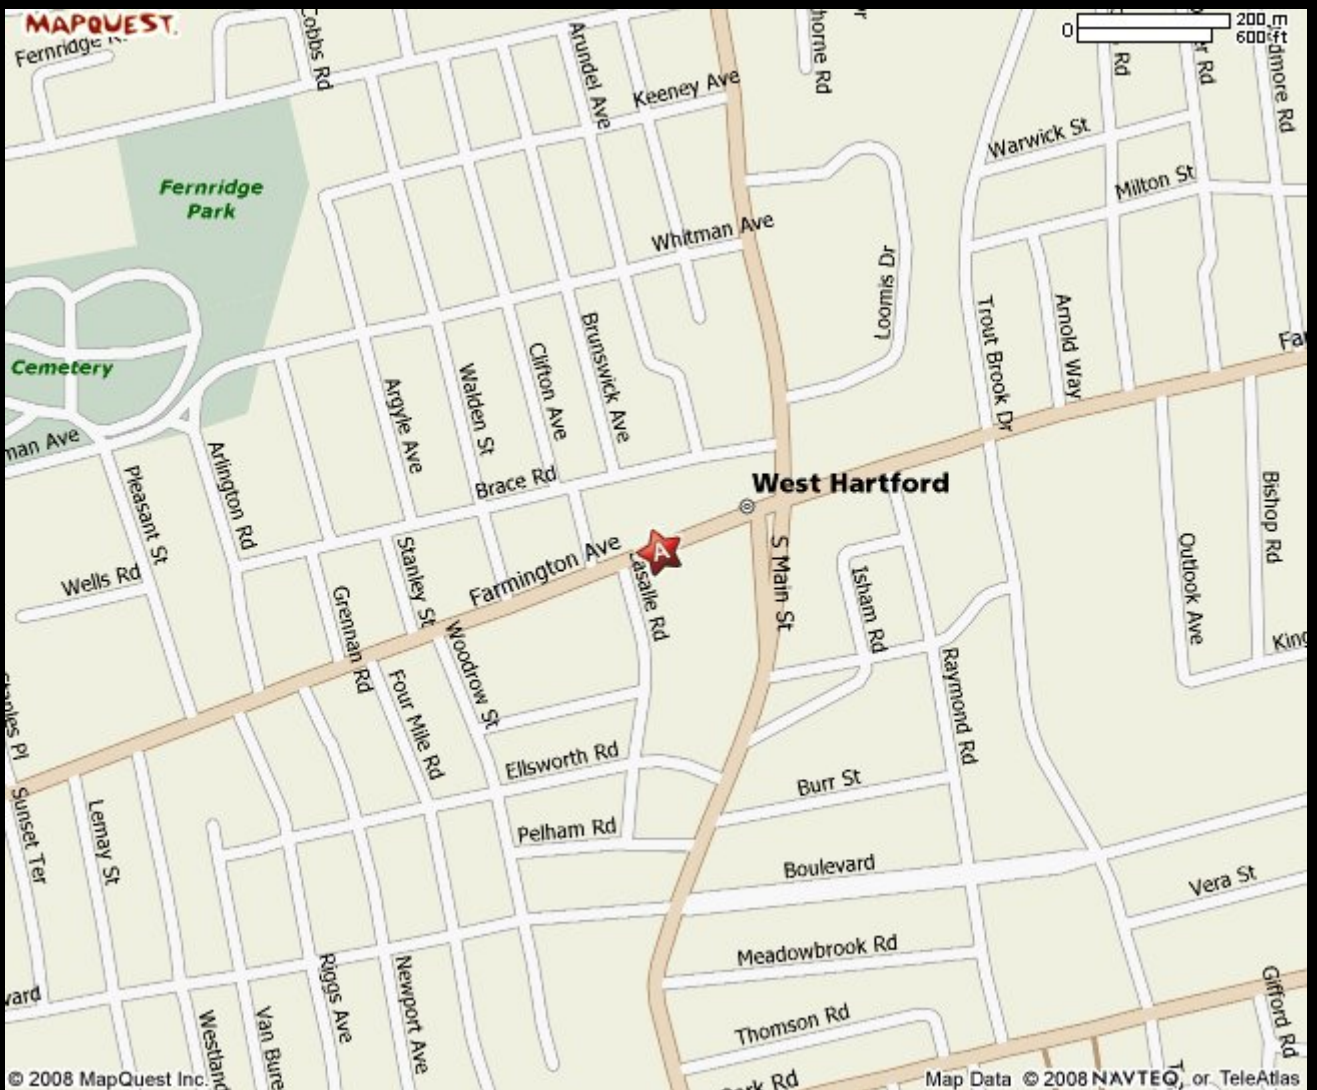 MAPQUEST.
Cobbs Rd
Fernridge
200 m
0
600 ft
Rd
Arundel Ave
Keeney Ave
Warwick St
Milton St
Fernridge
Park
Whitman Ave
Loomis Dr
Trout Brook Dr
Arnold Way
Brunswick Ave
Clifton Ave
Walden St
Argyle Ave
Cemetery
Ave
Arlington Rd
Pleasant St
Brace Rd
West Hartford
Bishop Rd
Outlook Ave
Wells Rd
Stanley St
Farmington Ave
A
S Main St
Isham Rd
Grennan Rd
Woodrow St
Four Mile Rd
Raymond Rd
Pl
Ellsworth Rd
Burr St
Sunset Ter
Lemay St
Pelham Rd
Boulevard
Vera St
Meadowbrook Rd
Riggs Ave
Newport Ave
Thomson Rd
Gifford Rd
Rd
© 2008 MapQuest Inc.
Map Data © 2008 NAVTEQ, or TeleAtlas